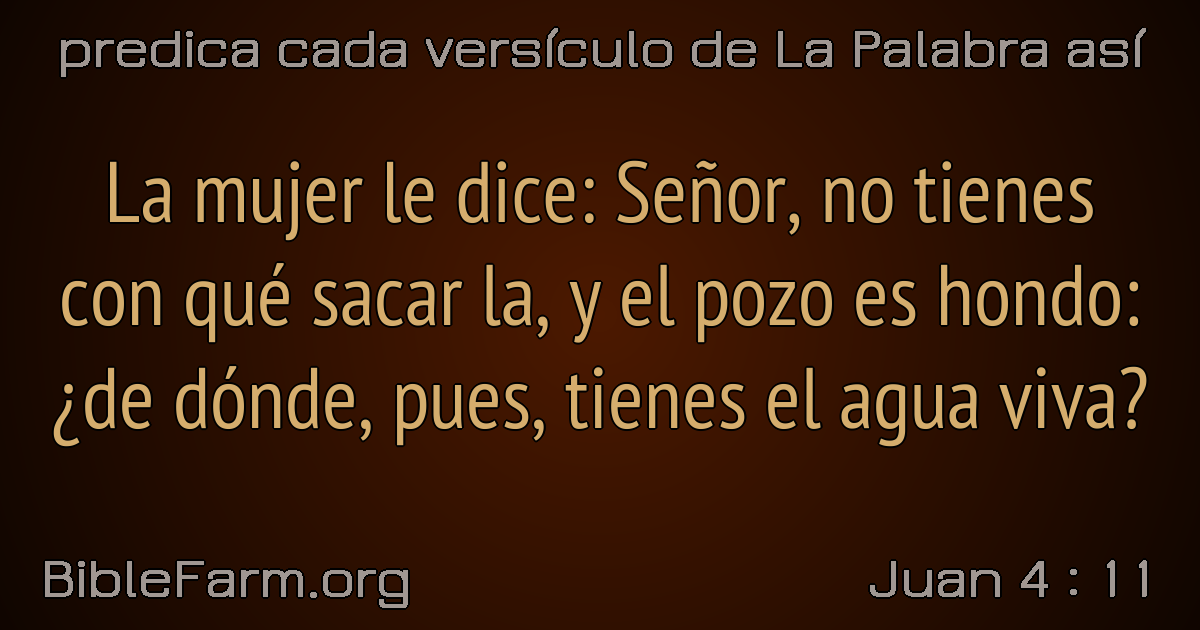 predica cada versículo de La Palabra así
La mujer le dice: Señor, no tienes
con qué sacar la, y el pozo es hondo:
¿de dónde, pues, tienes el agua viva?
BibleFarm.org
Juan 4 : 11